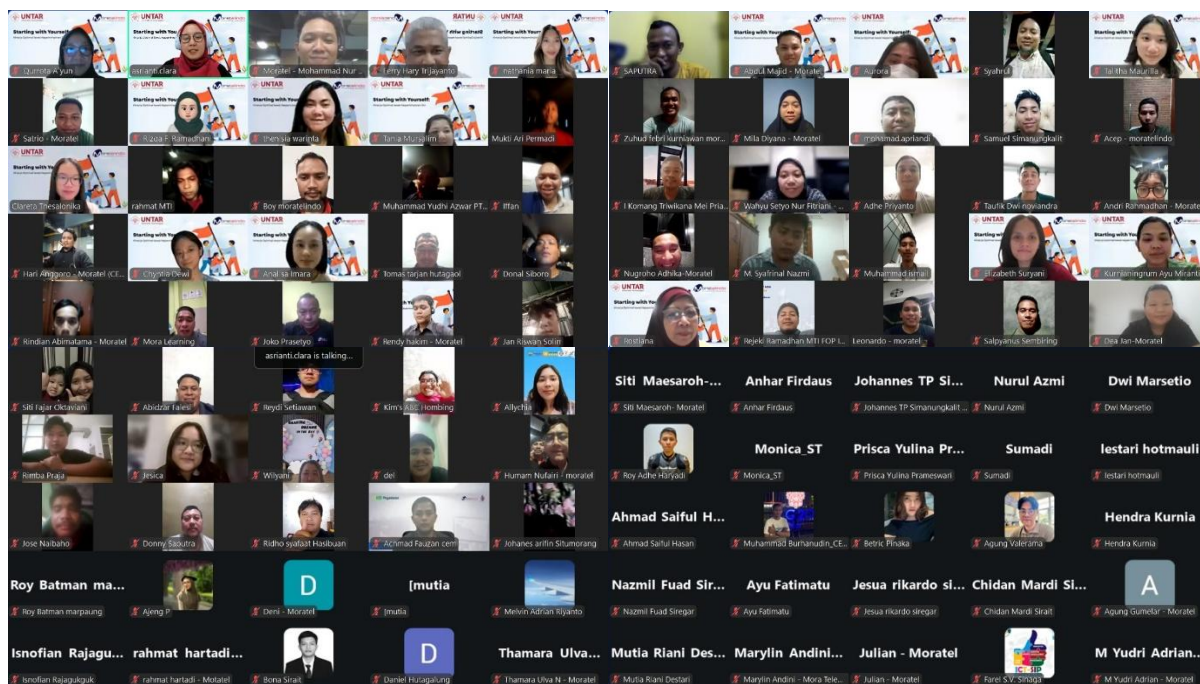 UNTAR
UNTAR
Qurrota A'yun
asrianti.clara
Moratel - Mohammad Nur ...
Ferry Hary Trijayanto
nathania maria
SAPUTRA
Abdul Majid - Moratel
Aurora
Syahrul
Talitha Maurilla
Satrio - Moratel
Rizqa F. Ramadhan
thensia warinta
Tania Mursalim
Mukti Ari Permadi
Zuhud febri kurniawan mor...
Mila Diyana - Moratel
mohamad.apriandi
Samuel Simanungkalit
Acep - moratelindo
Starting with Yourself:
Clareto Thesalonika
rahmat MTI
Boy moratelindo
Muhammad Yudhi Azwar PT...
Iffan
I Komang Triwikana Mei Pria...
Wahyu Setyo Nur Fitriani - ...
Adhe Priyanto
Taufik Dwi noviandra
Andri Ramadhan - Morate
Hari Anggoro - Moratel (CE...
Chyntia Dewi
Analisa imara
Tomas tarjan hutagaol
Donal Siboro
Nugroho Adhika-Moratel
M. Syafrinal Nazmi
Muhammad ismail
Elizabeth Suryani
Kurnianingrum Ayu Miranti
Rindian Abimatama - Moratel
Mora Learning
Joko Prasetyo
Rendy hakim - Moratel
Jan Riswan Solin
Rostiana
Rejeki Ramadhan MTI FOP I...
Leonardo - moratel
Salpyanus Sembiring
Dea Jan-Moratel
asrianti.clara is talking...
Siti Fajar Oktaviani
Abidzar Falesi
Reydi Setiawan
Kim's ABE Hombing
Allychia
Siti Maesaroh-...
Anhar Firdaus
Johannes TP Si...
Nurul Azmi
Dwi Marsetio
Siti Maesaroh- Moratel
Anhar Firdaus
Johannes TP Simanungkalit ...
Nurul Azmi
Dwi Marsetio
Rimba Praja
Jesica
Wilyani
del
Humam Nufairi - moratel
Monica_ST
Prisca Yulina Pr...
Sumadi
lestari hotmauli
Roy Adhe Haryadi
Monica_ST
Prisca Yulina Prameswari
Sumadi
lestari hotmauli
Jose Naibaho
Donny Saputra
Ridho syafaat Hasibuan
Achmad Fauzan cem
Johanes arifin Situmorang
Ahmad Saiful H...
Hendra Kurnia
Ahmad Saiful Hasan
Muhammad Burhanudin_CE...
Betric Pinaka
Agung Valerama
Hendra Kurnia
Roy Batman ma...
D
[mutia
Roy Batman marpaung
Ajeng P
Deni - Moratel
[mutia
Melvin Adrian Riyanto
Nazmil Fuad Sir...
Ayu Fatimatu
Jesua rikardo si...
Chidan Mardi Si...
A
Nazmil Fuad Siregar
Ayu Fatimatu
Jesua rikardo siregar
Chidan Mardi Sirait
Agung Gumelar - Moratel
Isnofian Rajagu...
rahmat hartadi...
D
Thamara Ulva...
Isnofian Rajagukguk
rahmat hartadi - Motatel
Bona Sirait
Daniel Hutagalung
Thamara Ulva N - Moratel
Mutia Riani Des...
Marylin Andini...
Julian - Moratel
ICT-SIP
M Yudri Adrian...
Mutia Riani Destari
Marylin Andini - Mora Tele...
Julian - Moratel
Farel S.V. Sinaga
M Yudri Adrian - Moratel